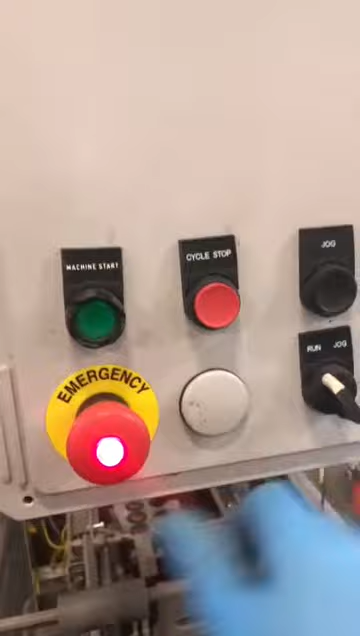 MACHINE START
CYCLE STOP
JOG
RUN JOG
EMERGENCY